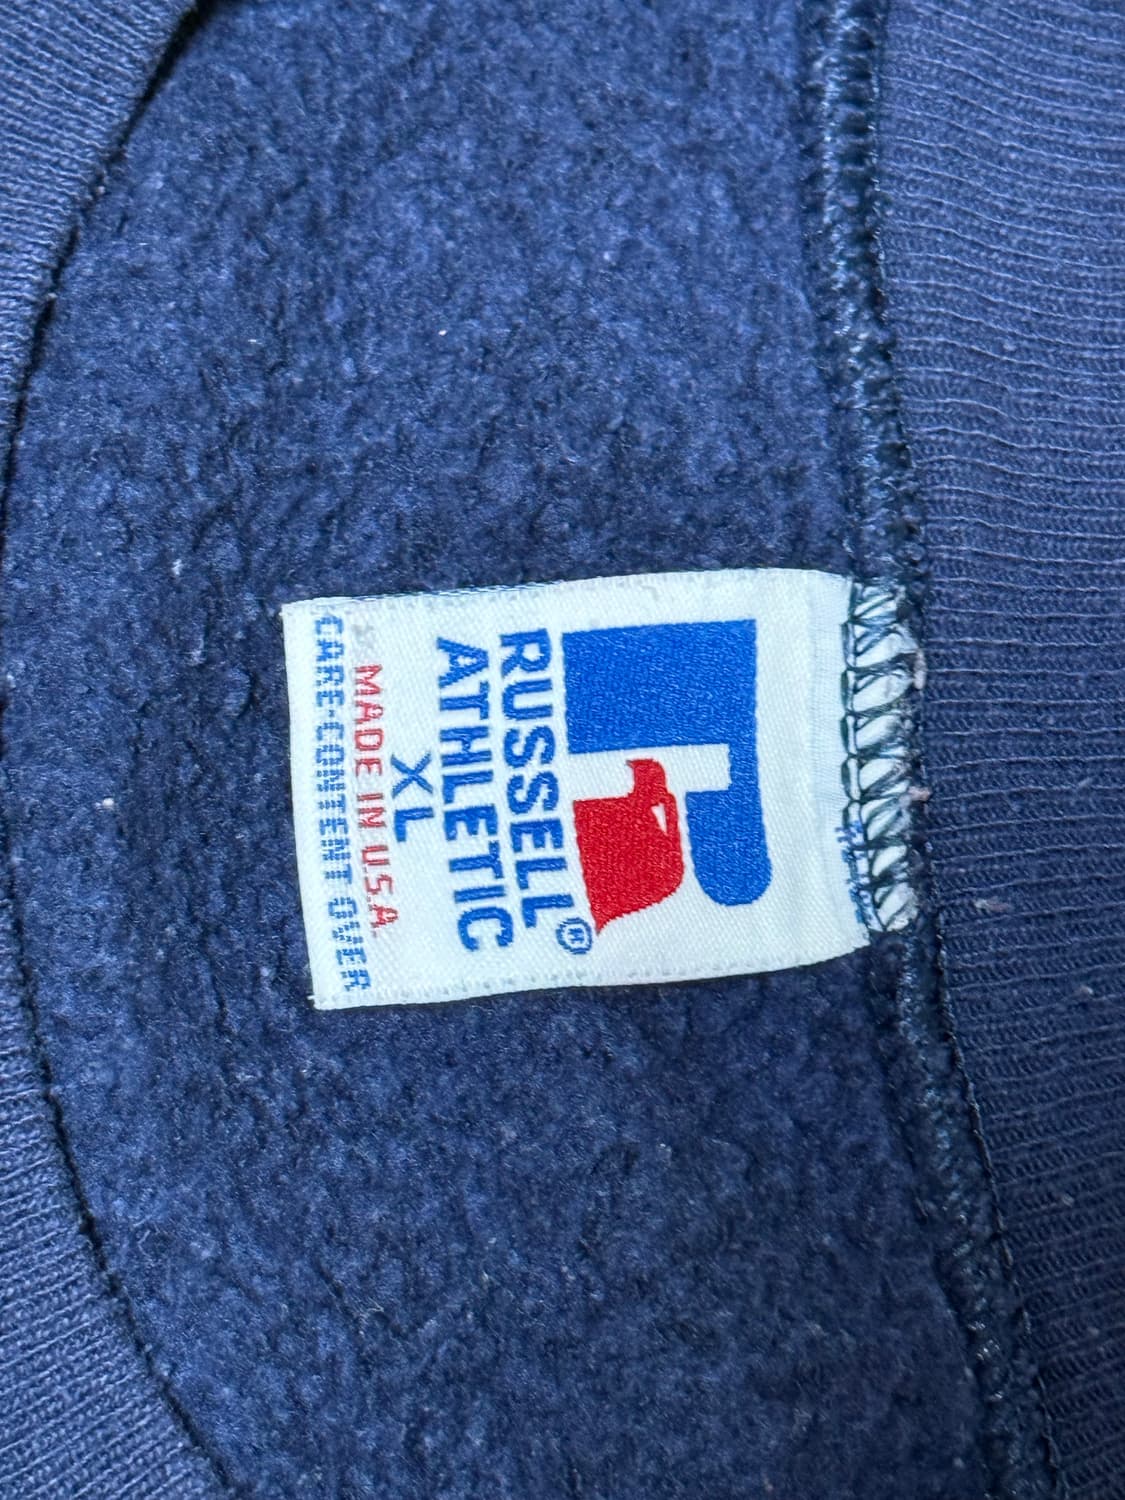 RUSSELL®
ATHLETIC
XL
MADE IN U.S.A.
CARE-CONTENT OVER